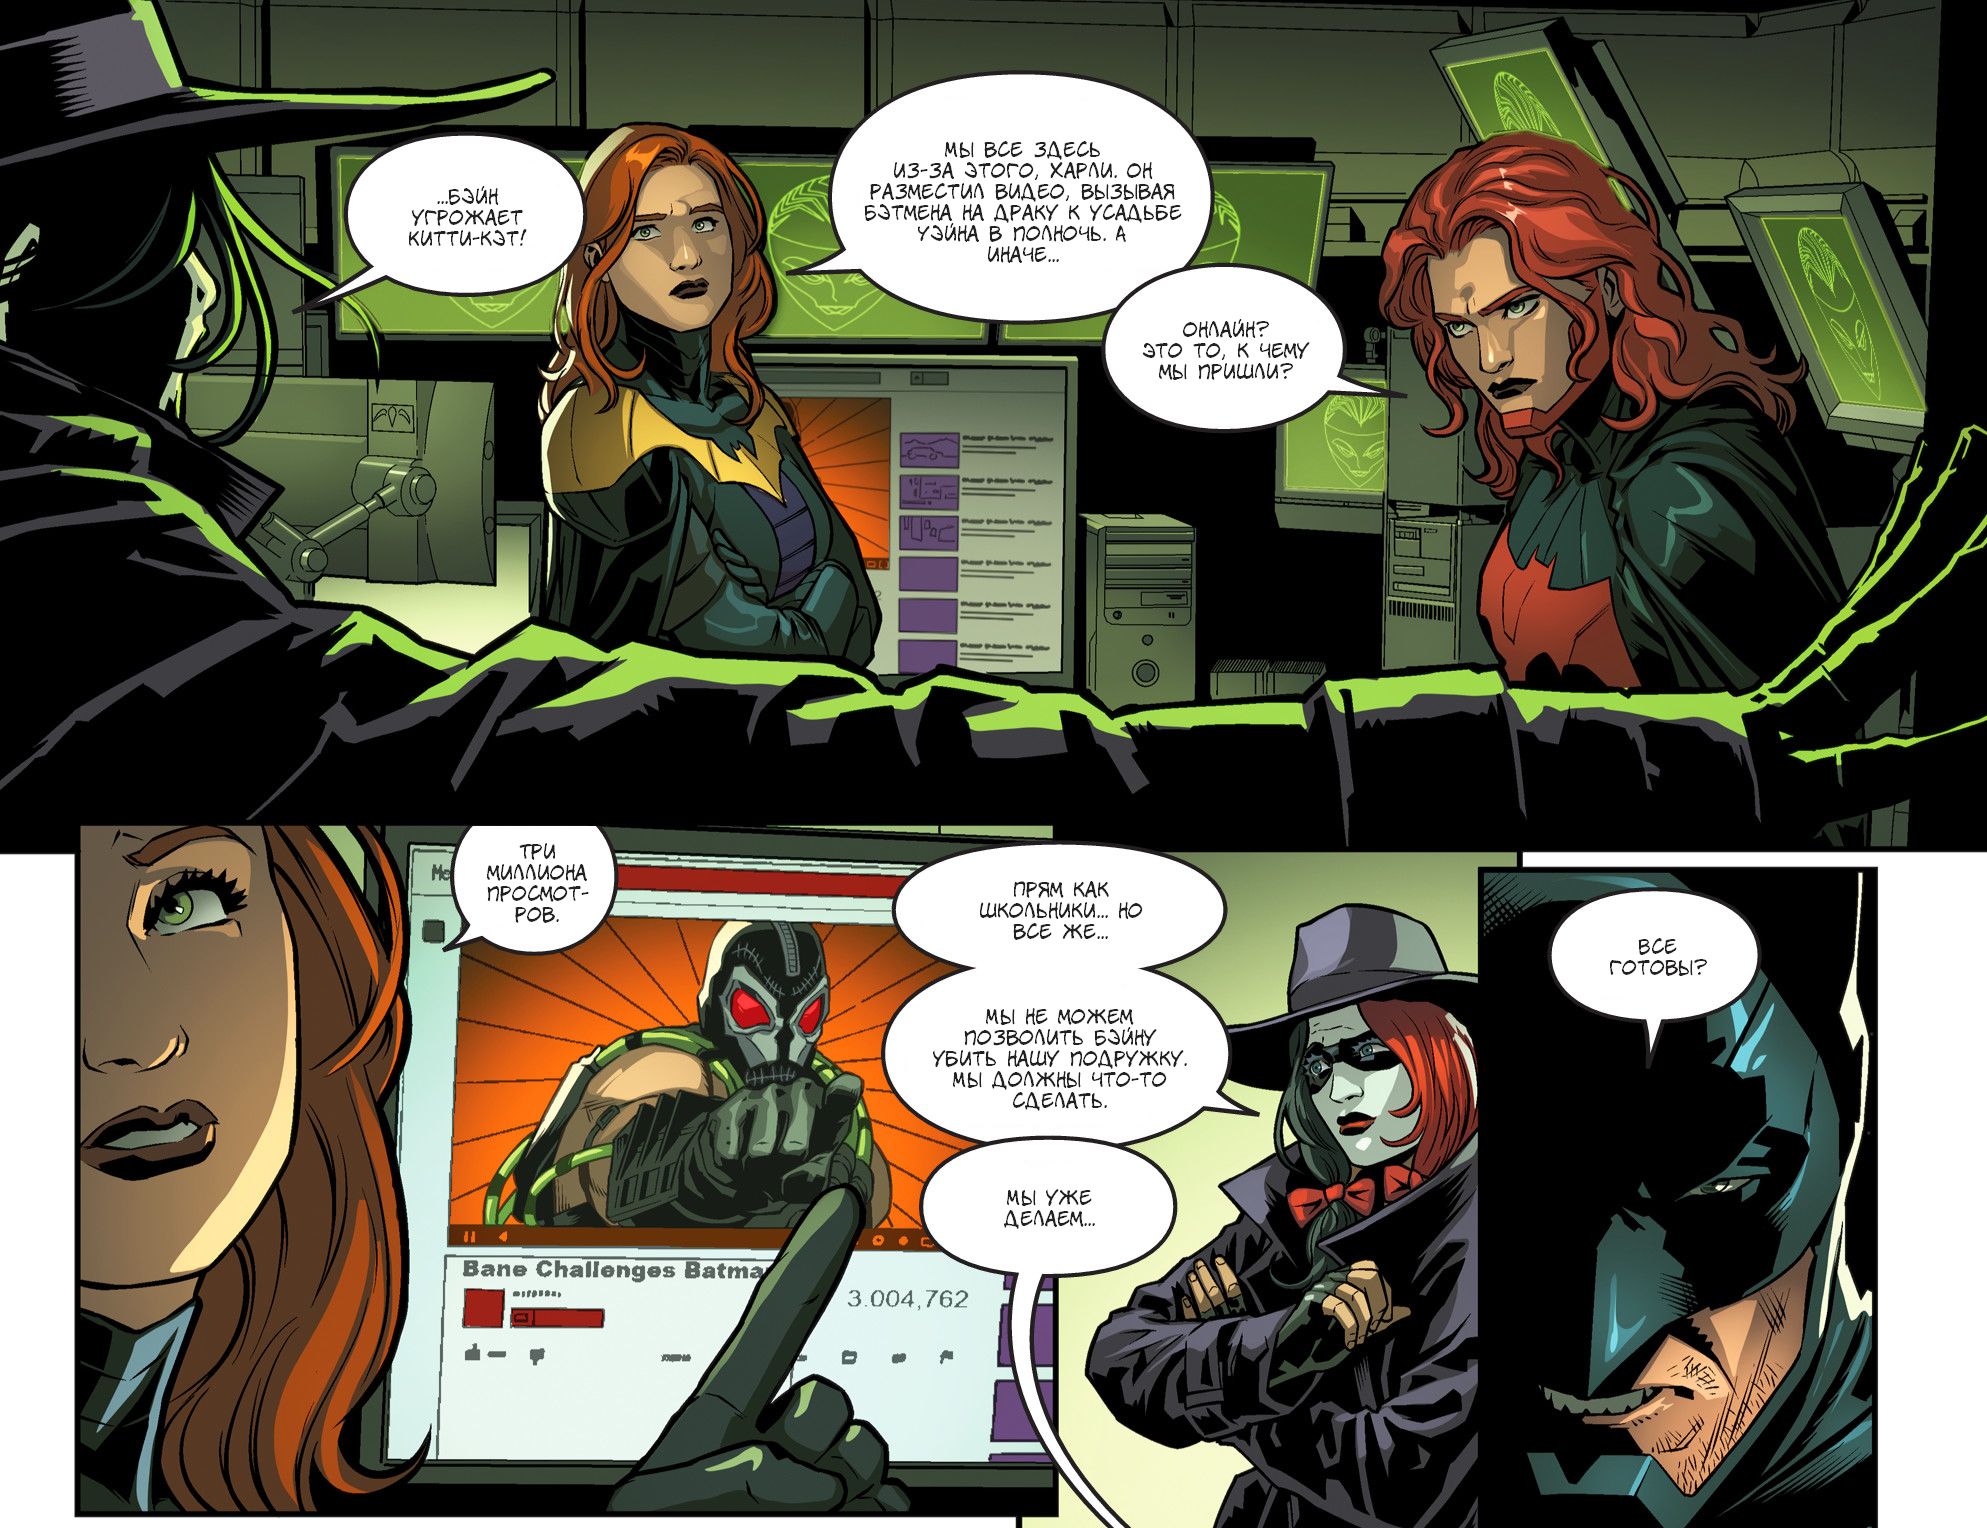 ...БЭЙН
УГРОЖАЕТ
КИТТИ-КЭТ!
МЫ ВСЕ ЗДЕСЬ
ИЗ-ЗА ЭТОГО, ХАРЛИ. ОН
РАЗМЕСТИЛ ВИДЕО, ВЫЗЫВАЯ
БЭТМЕНА НА ДРАКУ К УСАДЬБЕ
УЭЙНА В ПОЛНОЧЬ. А
ИНАЧЕ...
ОНЛАЙН?
ЭТО ТО, К ЧЕМУ
МЫ ПРИШЛИ?
ТРИ
МИЛЛИОНА
ПРОСМОТ-
РОВ.
Me
Bane Challenges Batma
3.004,762
ПРЯМ КАК
ШКОЛЬНИКИ... НО
ВСЕ ЖЕ...
МЫ НЕ МОЖЕМ
ПОЗВОЛИТЬ БЭЙНУ
УБИТЬ НАШУ ПОДРУЖКУ.
МЫ ДОЛЖНЫ ЧТО-ТО
СДЕЛАТЬ.
МЫ УЖЕ
ДЕЛАЕМ...
ВСЕ
ГОТОВЫ?